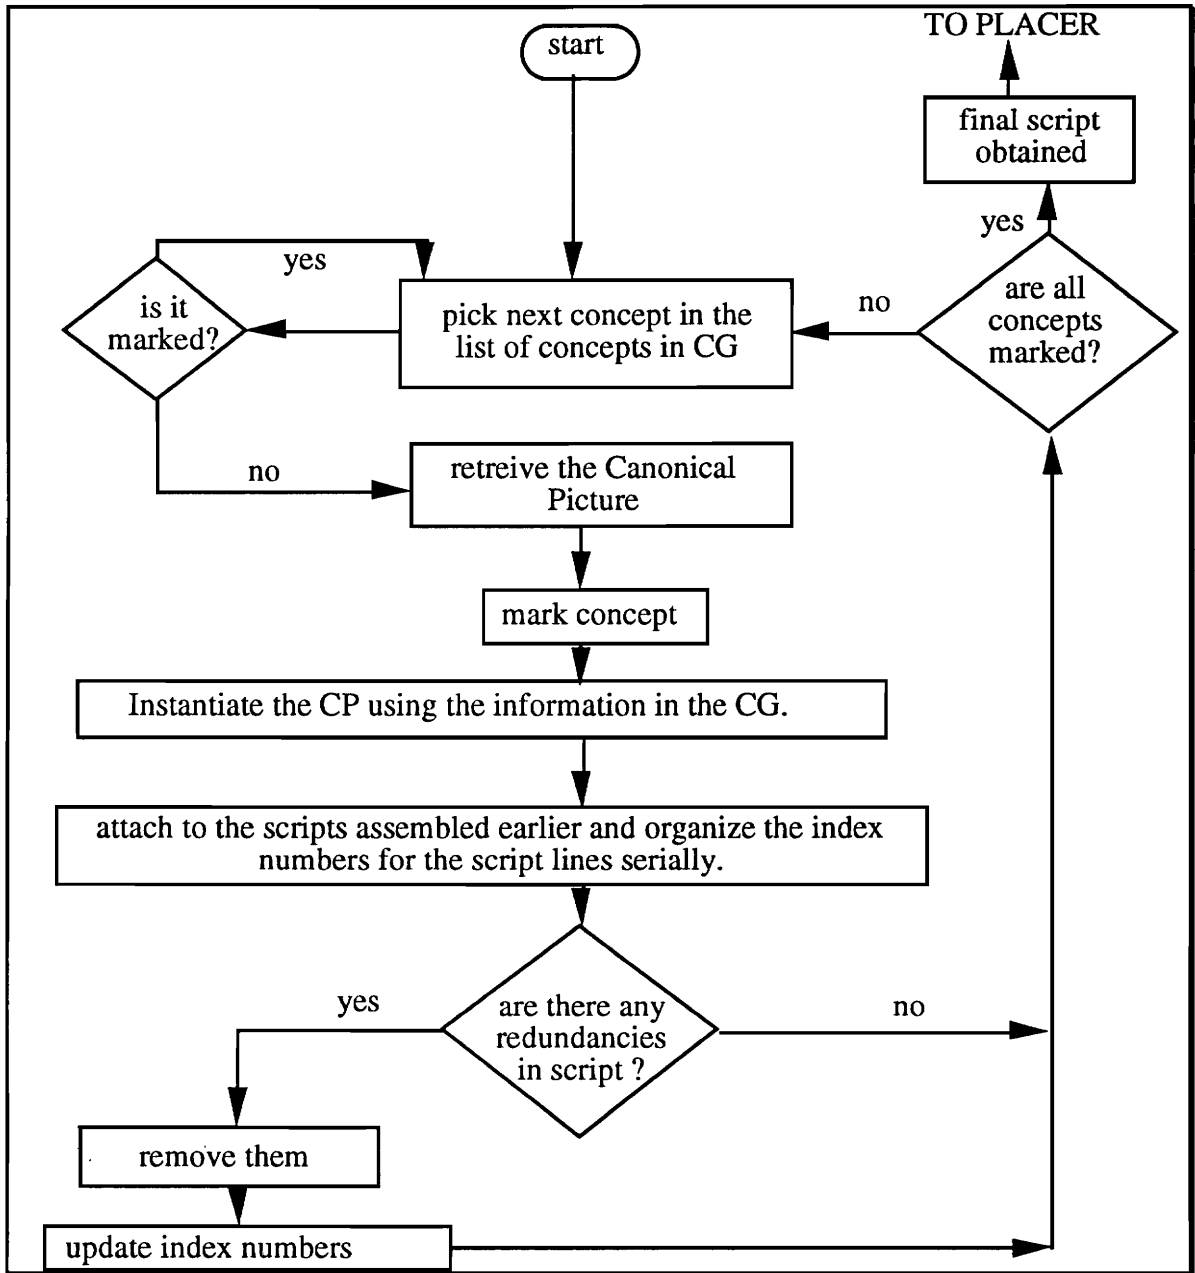 TO PLACER
start
final script
obtained
yes
yes
is it
marked?
pick next concept in the
list of concepts in CG
no
are all
concepts
marked?
no
retreive the Canonical
Picture
mark concept
Instantiate the CP using the information in the CG.
attach to the scripts assembled earlier and organize the index
numbers for the script lines serially.
yes
are there any
redundancies
in script ?
no
remove them
update index numbers